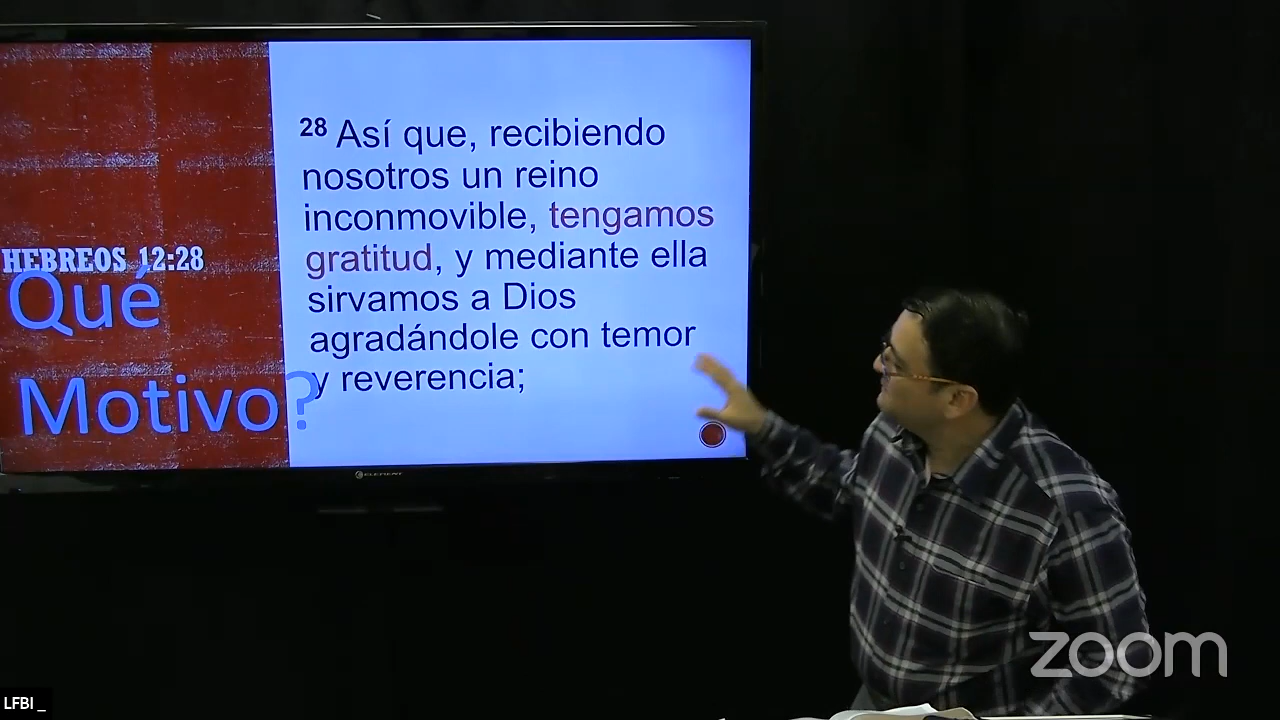 HEBREOS 12:28
Qué
Motivo?
28 Así que, recibiendo
nosotros un reino
inconmovible, tengamos
gratitud, y mediante ella
sirvamos a Dios
agradándole con temor
y reverencia;
ELEMENT
zoom
LFBI _